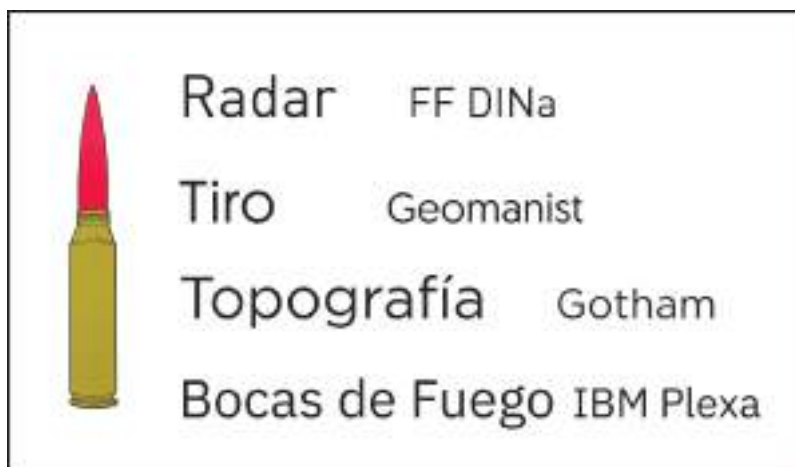 Radar FF DINa
Tiro Geomanist
Topografía Gotham
Bocas de Fuego IBM Plexa